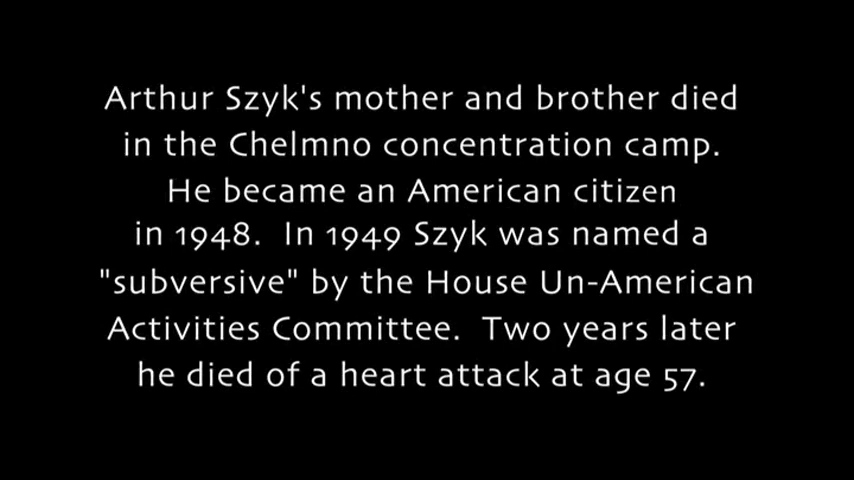 Arthur Szyk's mother and brother died
in the Chelmno concentration camp.
He became an American citizen
in 1948.  In 1949 Szyk was named a
"subversive" by the House Un-American
Activities Committee.  Two years later
he died of a heart attack at age 57.